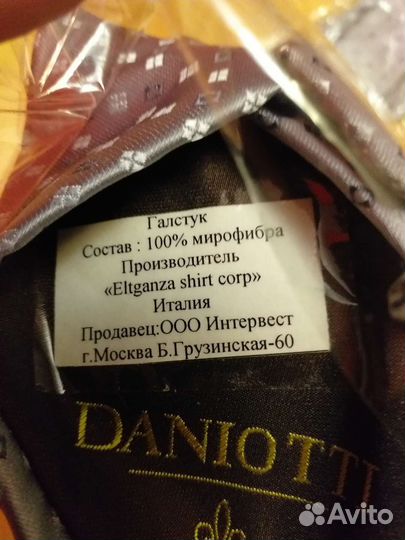 Галстук
Состав : 100% мирофибра
Производитель
«Eltganza shirt corp»
Италия
Продавец:ООО Интервест
г.Москва Б.Грузинская-60
DANIOTTI
Avito